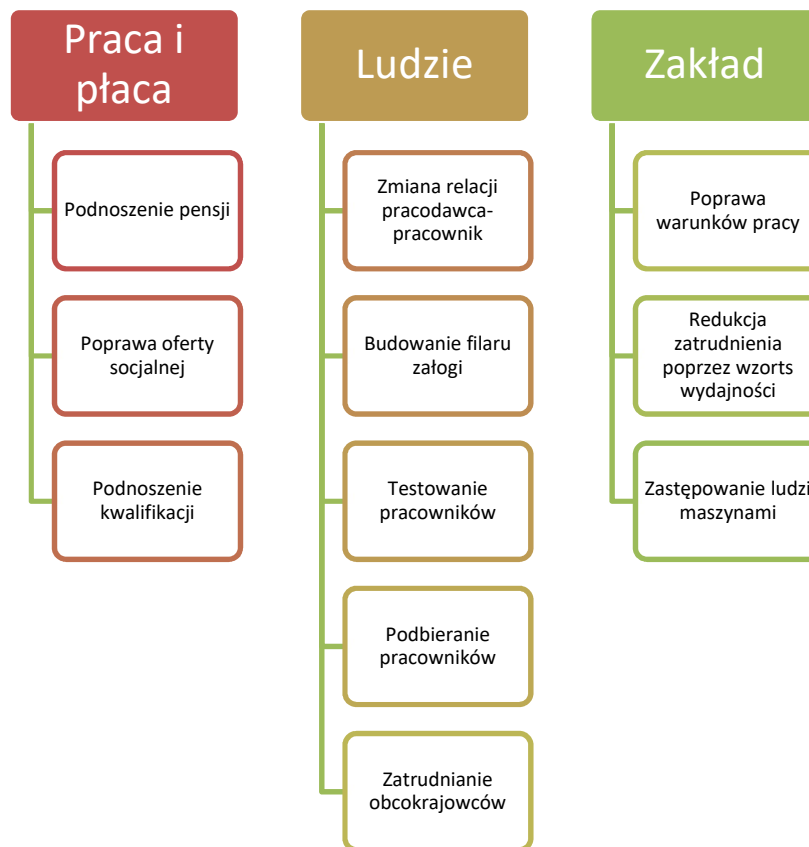 Praca i
płaca
Podnoszenie pensji
Poprawa oferty
socjalnej
Podnoszenie
kwalifikacji
Ludzie
Zmiana relacji
pracodawca-
pracownik
Budowanie filaru
załogi
Testowanie
pracowników
Podbieranie
pracowników
Zatrudnianie
obcokrajowców
Zakład
Poprawa
warunków pracy
Redukcja
zatrudnienia
poprzez wzorts
wydajności
Zastępowanie ludzi
maszynami